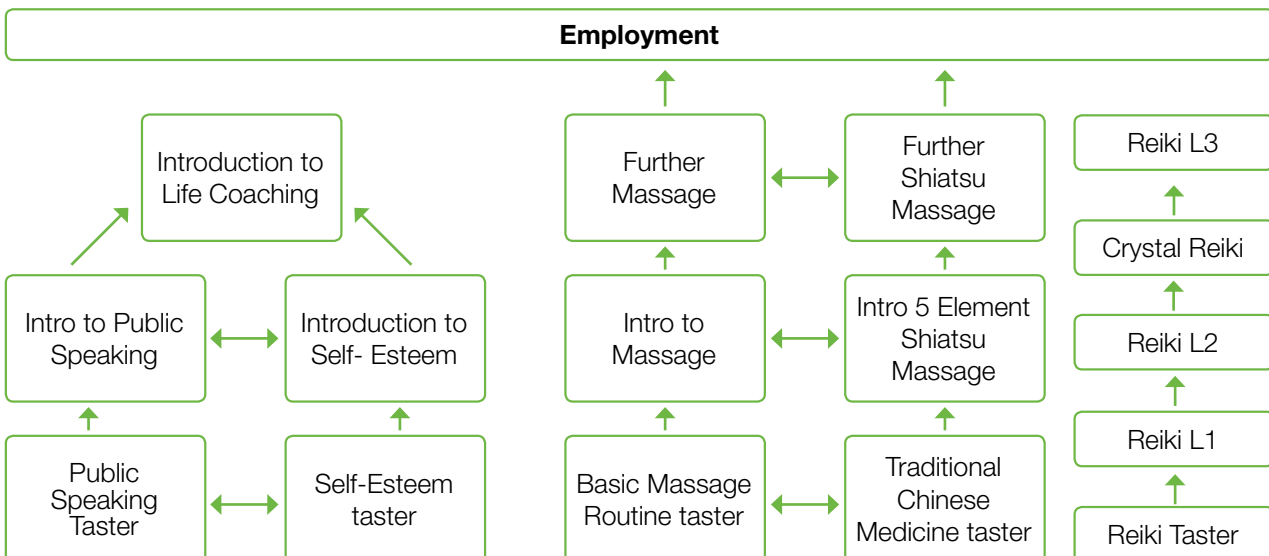 Employment
Introduction to
Life Coaching
Further
Massage
Further
Shiatsu
Massage
Reiki L3
Crystal Reiki
Intro to Public
Speaking
Introduction to
Self- Esteem
Intro to
Massage
Intro 5 Element
Shiatsu
Massage
Reiki L2
Reiki L1
Public
Speaking
Taster
Self-Esteem
taster
Basic Massage
Routine taster
Traditional
Chinese
Medicine taster
Reiki Taster